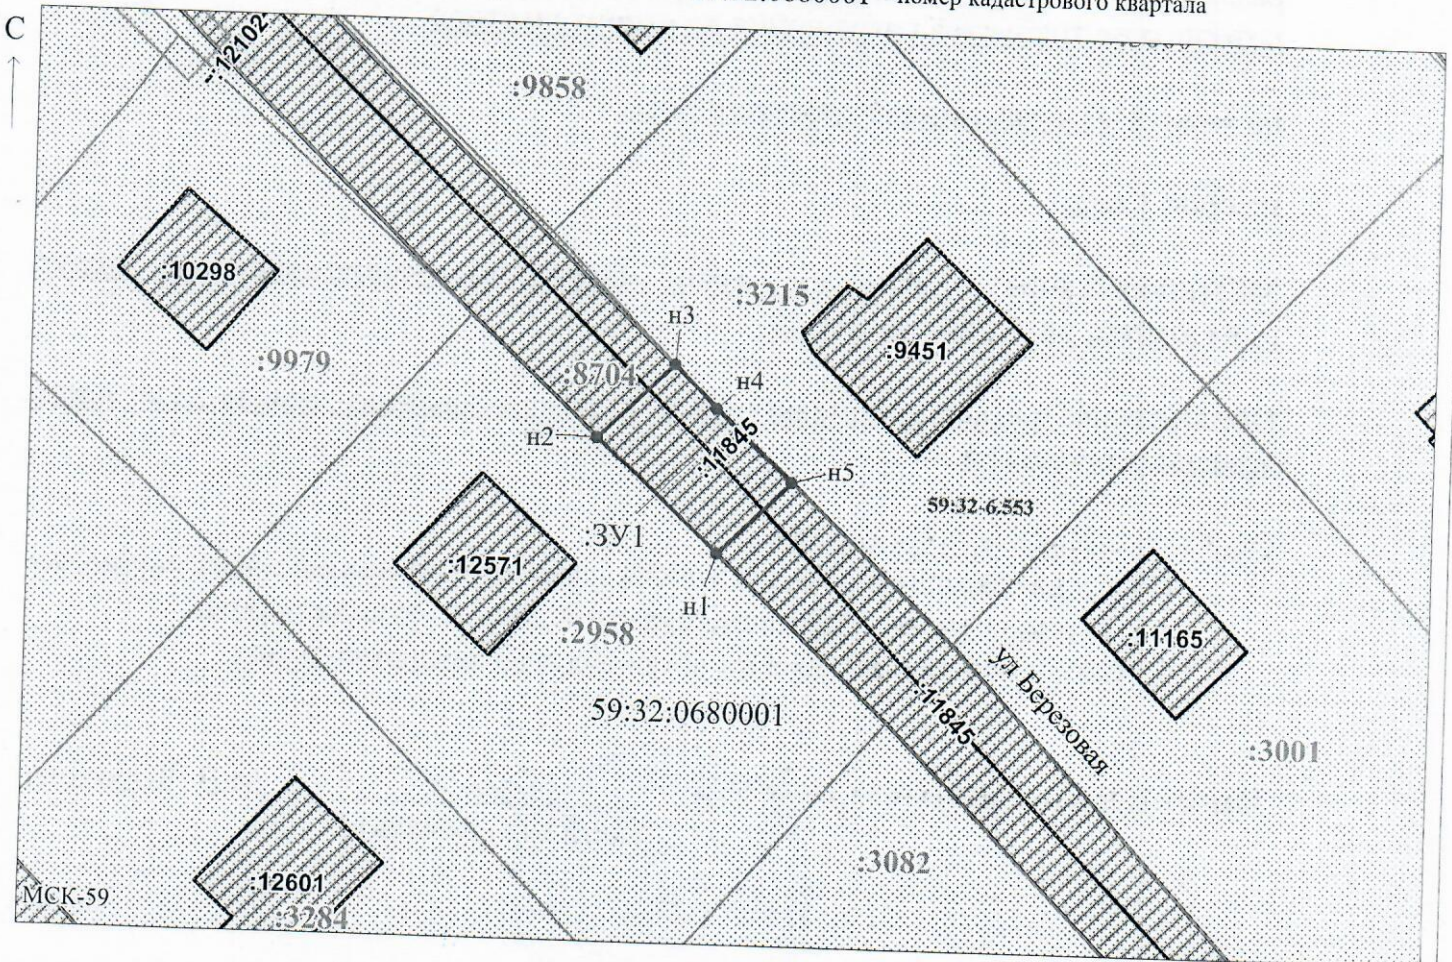 номер кадастрового квартала
С
:12102
:9858
:10298
:3215
н3
:9451
:9979
:8704
н4
н2
:11845
н5
59:32-6.553
:ЗУ1
:12571
н1
:2958
:11165
59:32:0680001
ул Березовая
:11845
:3001
:3082
:12601
МСК-59
:3284